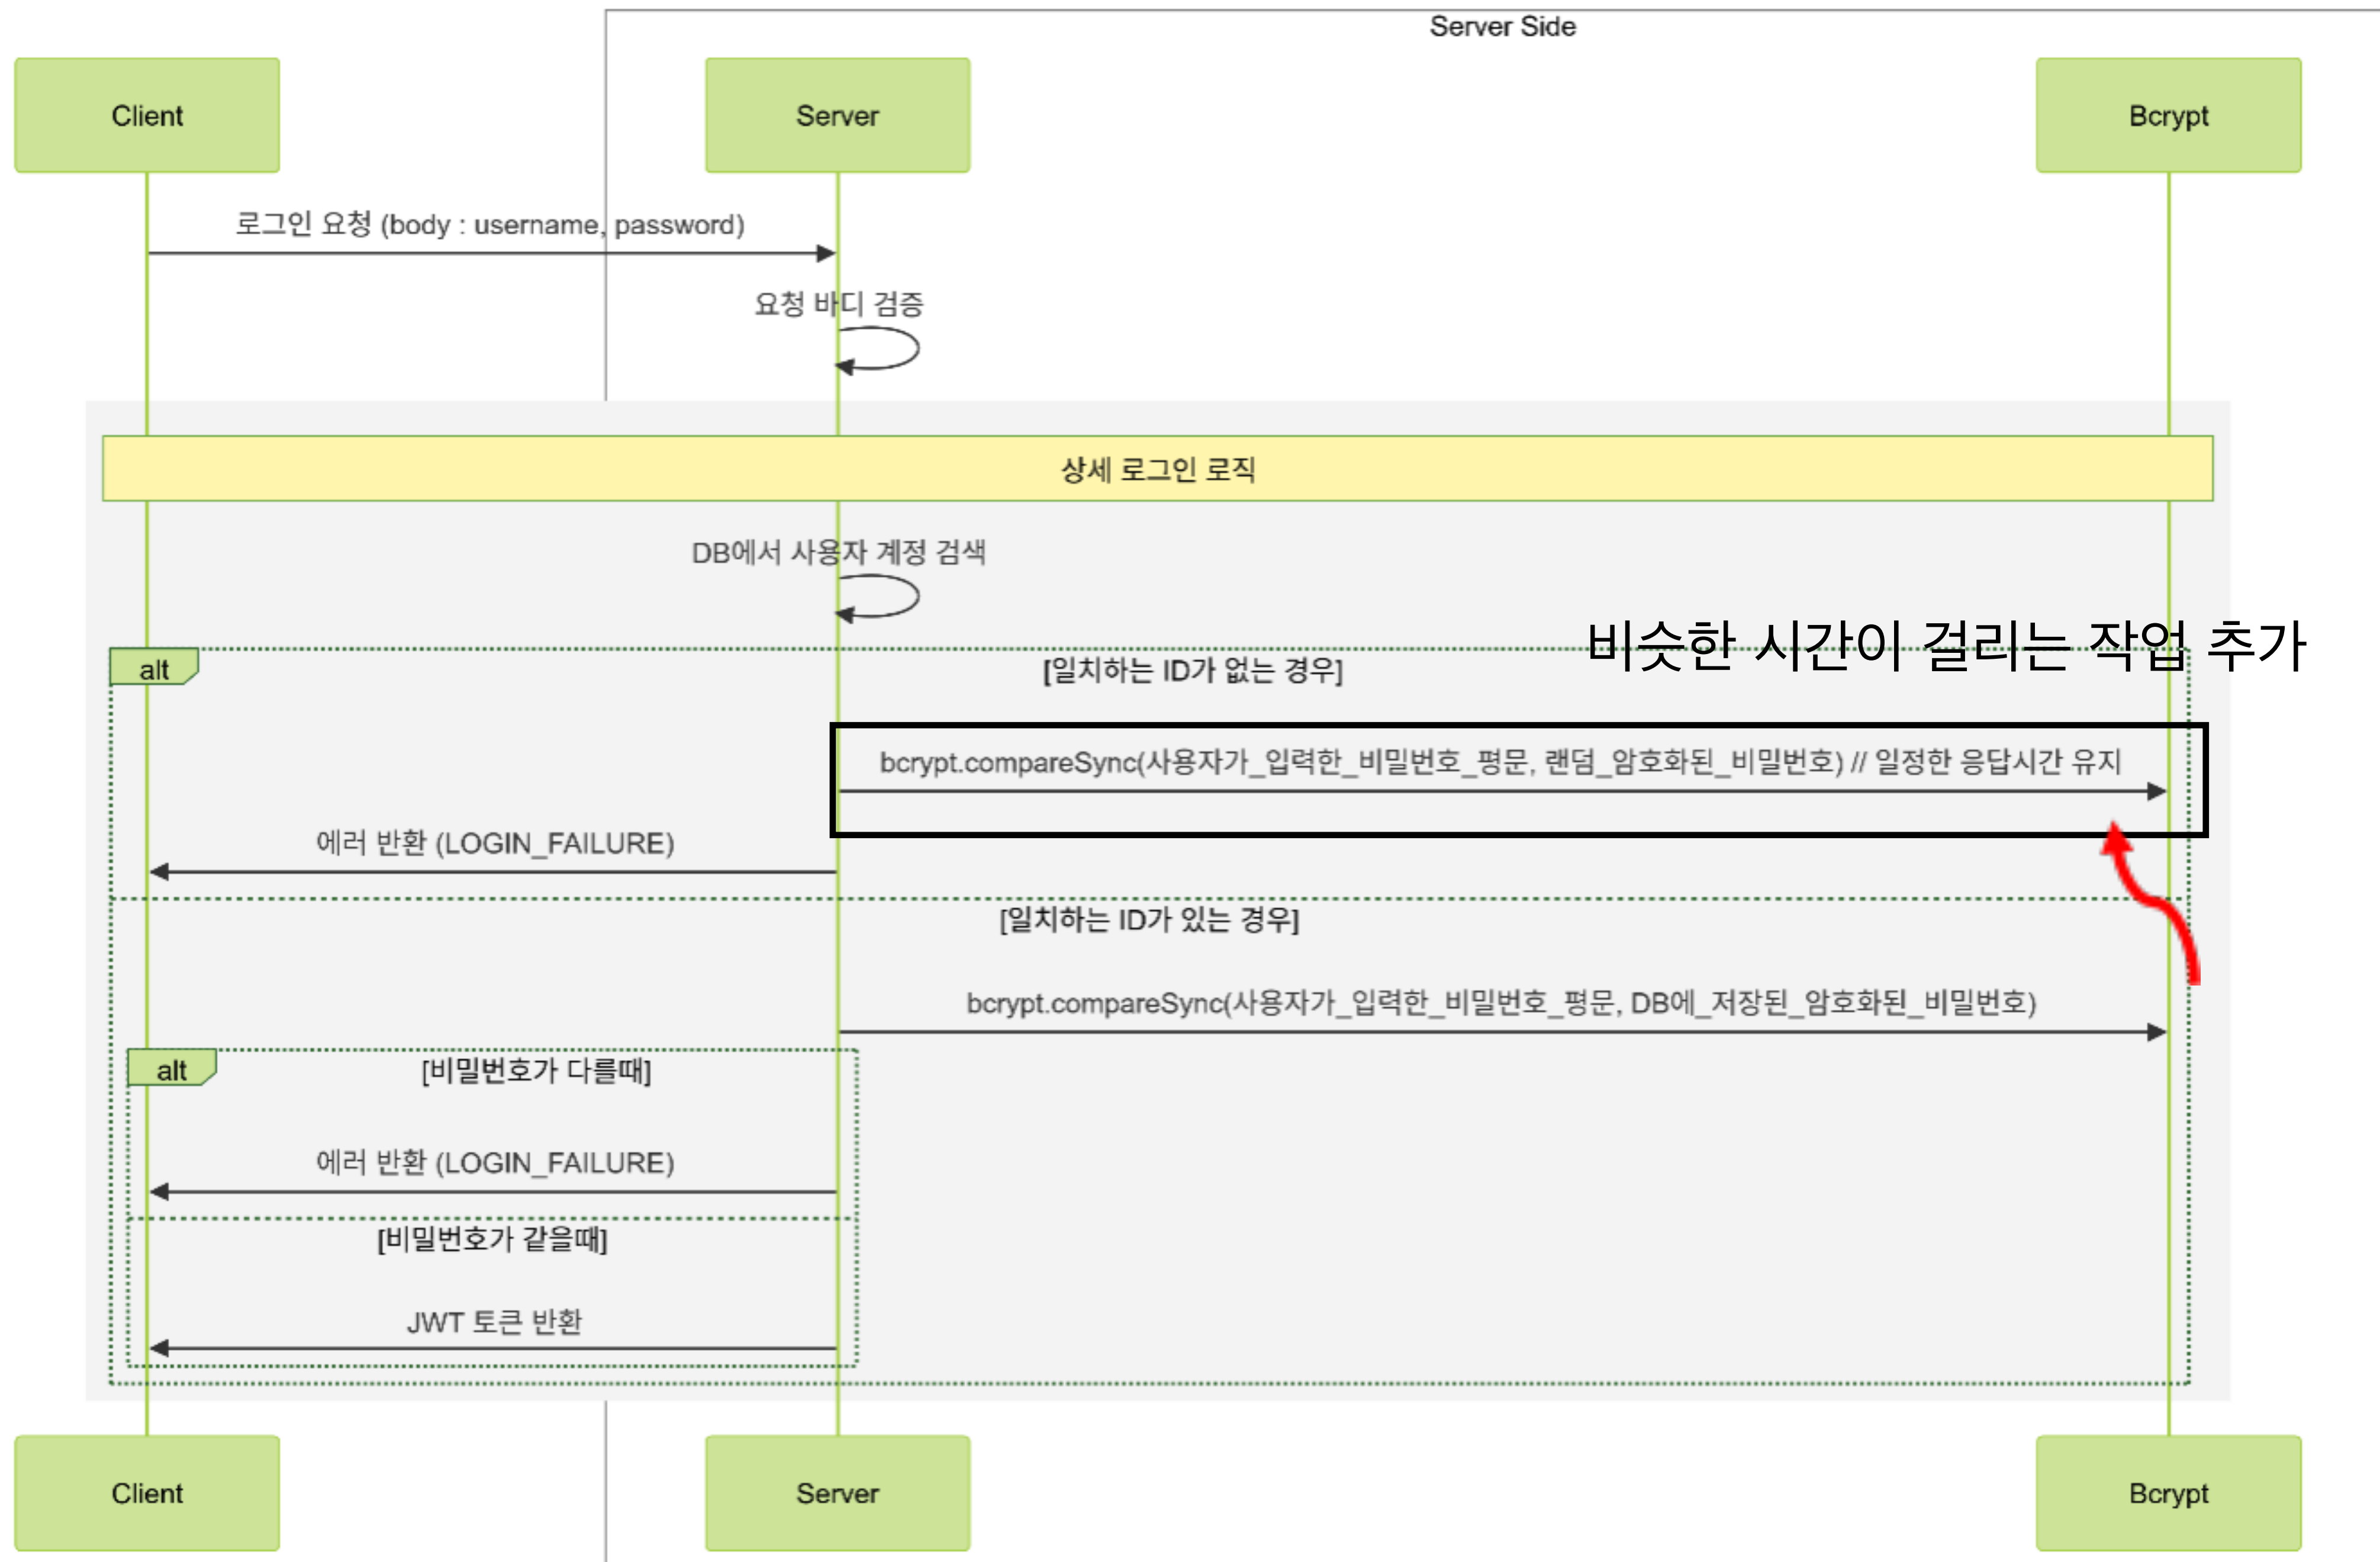 Server Side
Client
Server
Bcrypt
로그인 요청 (body : username, password)
요청 바디 검증
상세 로그인 로직
DB에서 사용자 계정 검색
비슷한 시간이 걸리는 작업 추가
alt
[일치하는 ID가 없는 경우]
bcrypt.compareSync(사용자가_입력한_비밀번호_평문, 랜덤_암호화된_비밀번호) // 일정한 응답시간 유지
에러 반환 (LOGIN_FAILURE)
[일치하는 ID가 있는 경우]
bcrypt.compareSync(사용자가_입력한_비밀번호_평문, DB에_저장된_암호화된_비밀번호)
alt
[비밀번호가 다를때]
에러 반환 (LOGIN_FAILURE)
[비밀번호가 같을때]
JWT 토큰 반환
Client
Server
Bcrypt